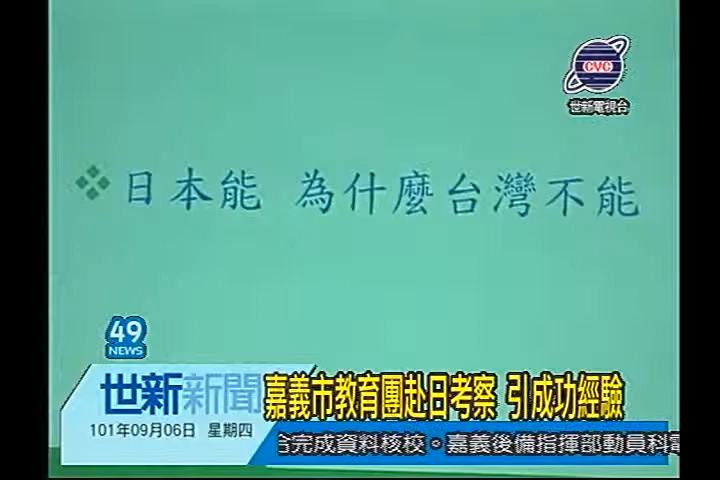 CVC
世新電視台
日本能 為什麼台灣不能
49
NEWS
世新新聞
嘉義市教育團赴日考察 引成功經驗
101年09月06日 星期四
合完成資料核校。嘉義後備指揮部動員科電